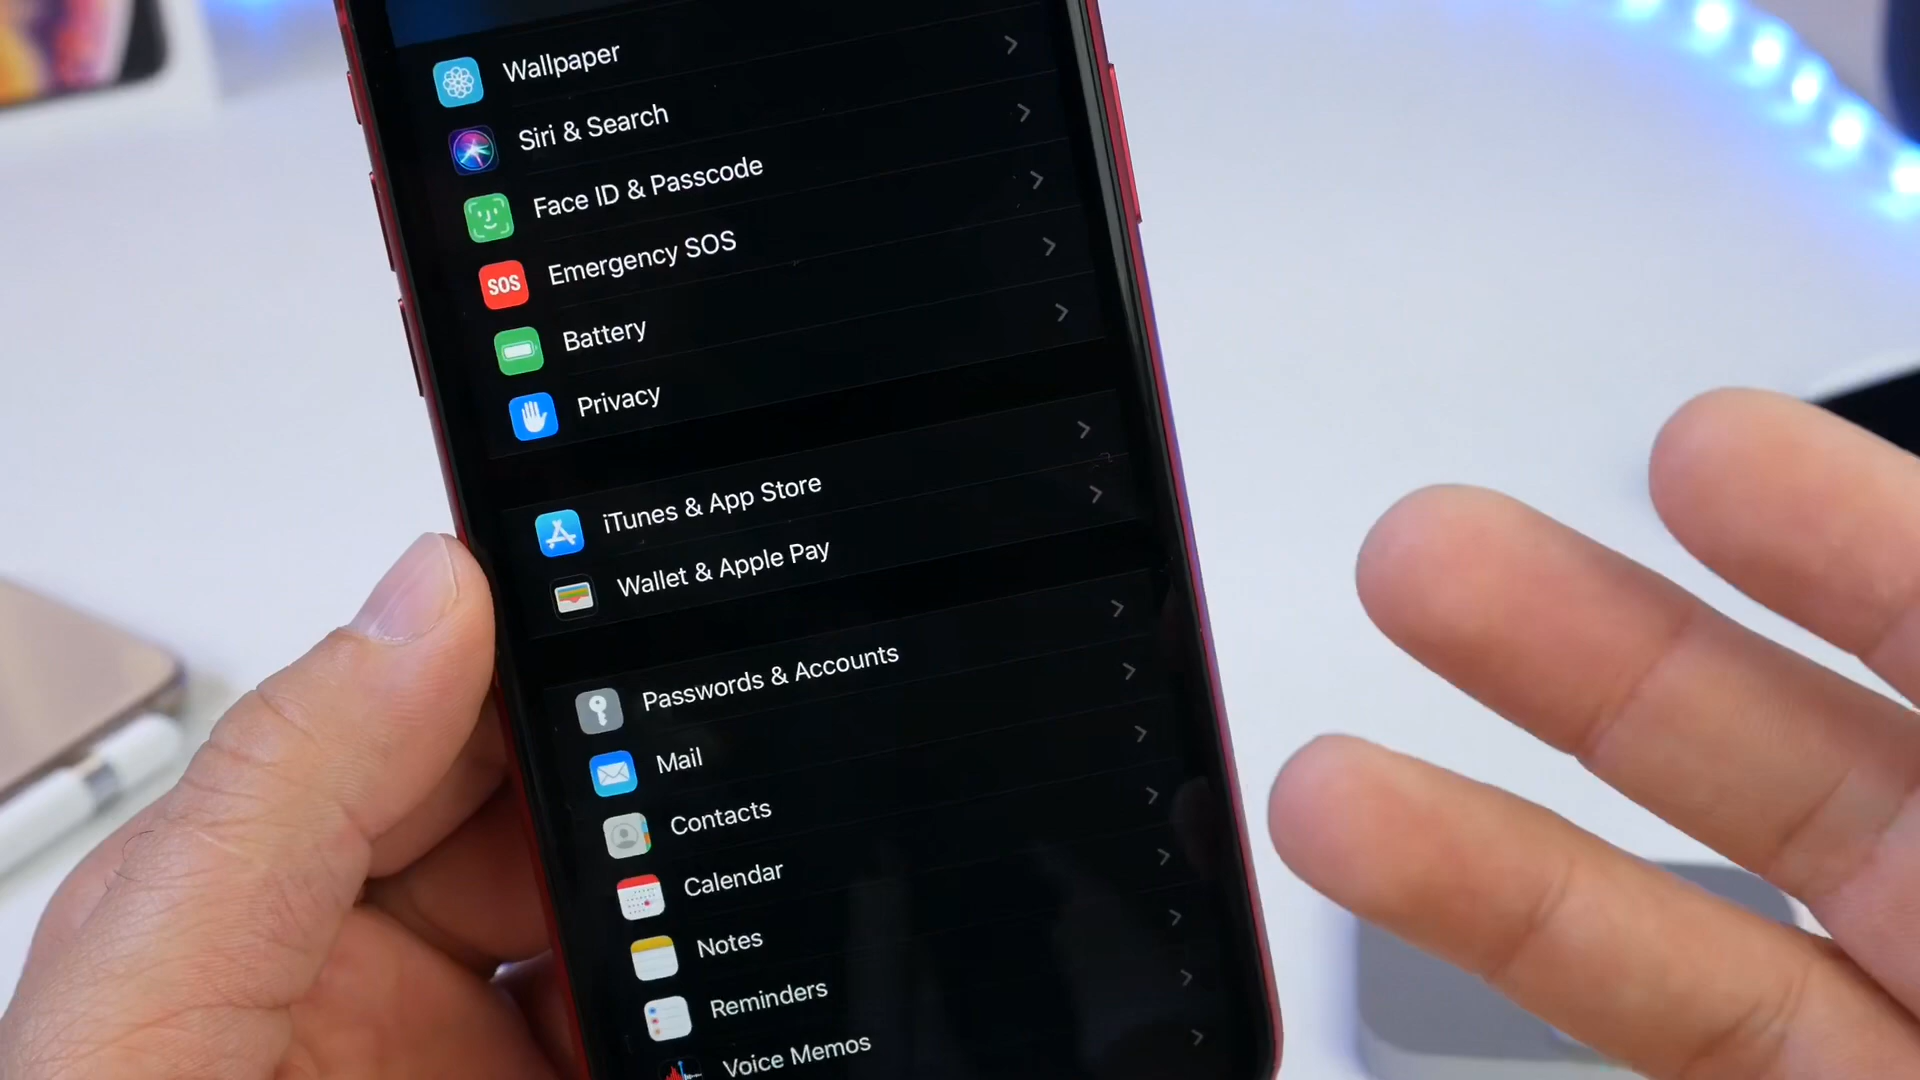 Wallpaper
Siri & Search
Face ID & Passcode
SOS
Emergency SOS
Battery
Privacy
iTunes & App Store
Wallet & Apple Pay
Passwords & Accounts
Mail
Contacts
Calendar
Notes
Reminders
Voice Memos